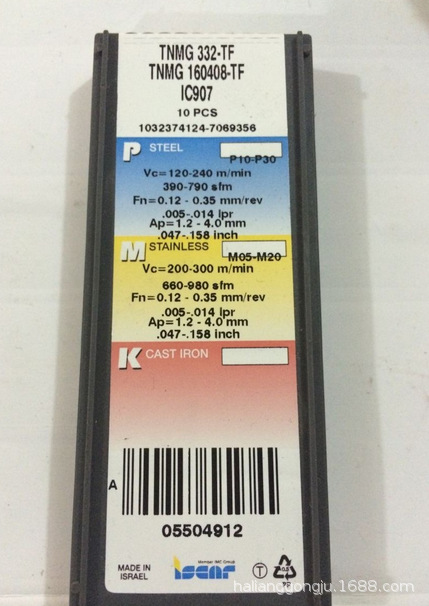 TNMG 332-TF
TNMG 160408-TF
IC907
10 PCS
1032374124-7069356
P STEEL
P10-P30
Vc=120-240 m/min
390-790 sfm
Fn=0.12 - 0.35 mm/rev
.005-.014 ipr
Ap=1.2 - 4.0 mm
.047-.158 inch
M STAINLESS
M05-M20
Vc=200-300 m/min
660-980 sfm
Fn=0.12 - 0.35 mm/rev
.005-.014 ipr
Ap=1.2 - 4.0 mm
.047-.158 inch
K CAST IRON
A
05504912
MADE IN
ISRAEL
Member IMC Group
iscar
T
haliangongju.1688.com